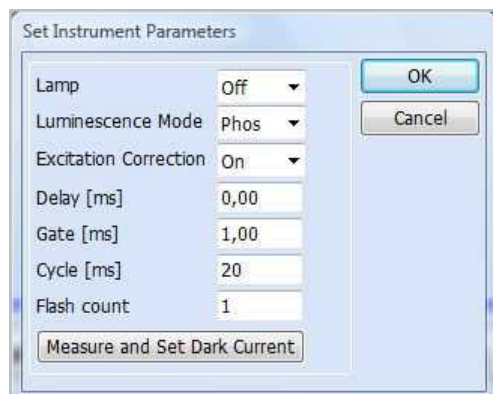 Set Instrument Parameters
Lamp Off
Luminescence Mode Phos
Excitation Correction On
Delay [ms] 0,00
Gate [ms] 1,00
Cycle [ms] 20
Flash count 1
Measure and Set Dark Current
OK
Cancel